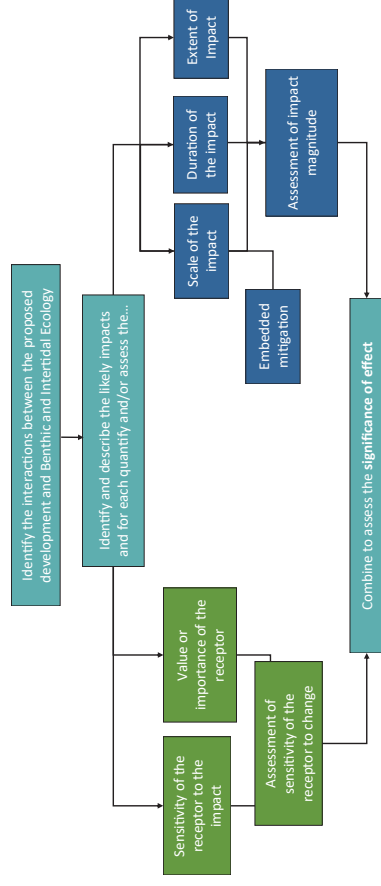 Identify the interactions between the proposed
development and Benthic and Intertidal Ecology
Identify and describe the likely impacts
and for each quantify and/or assess the...
Sensitivity of the
receptor to the
impact
Value or
importance of the
receptor
Scale of the
impact
Duration of
the impact
Extent of
Impact
Embedded
mitigation
Assessment of
sensitivity of the
receptor to change
Assessment of impact
magnitude
Combine to assess the significance of effect